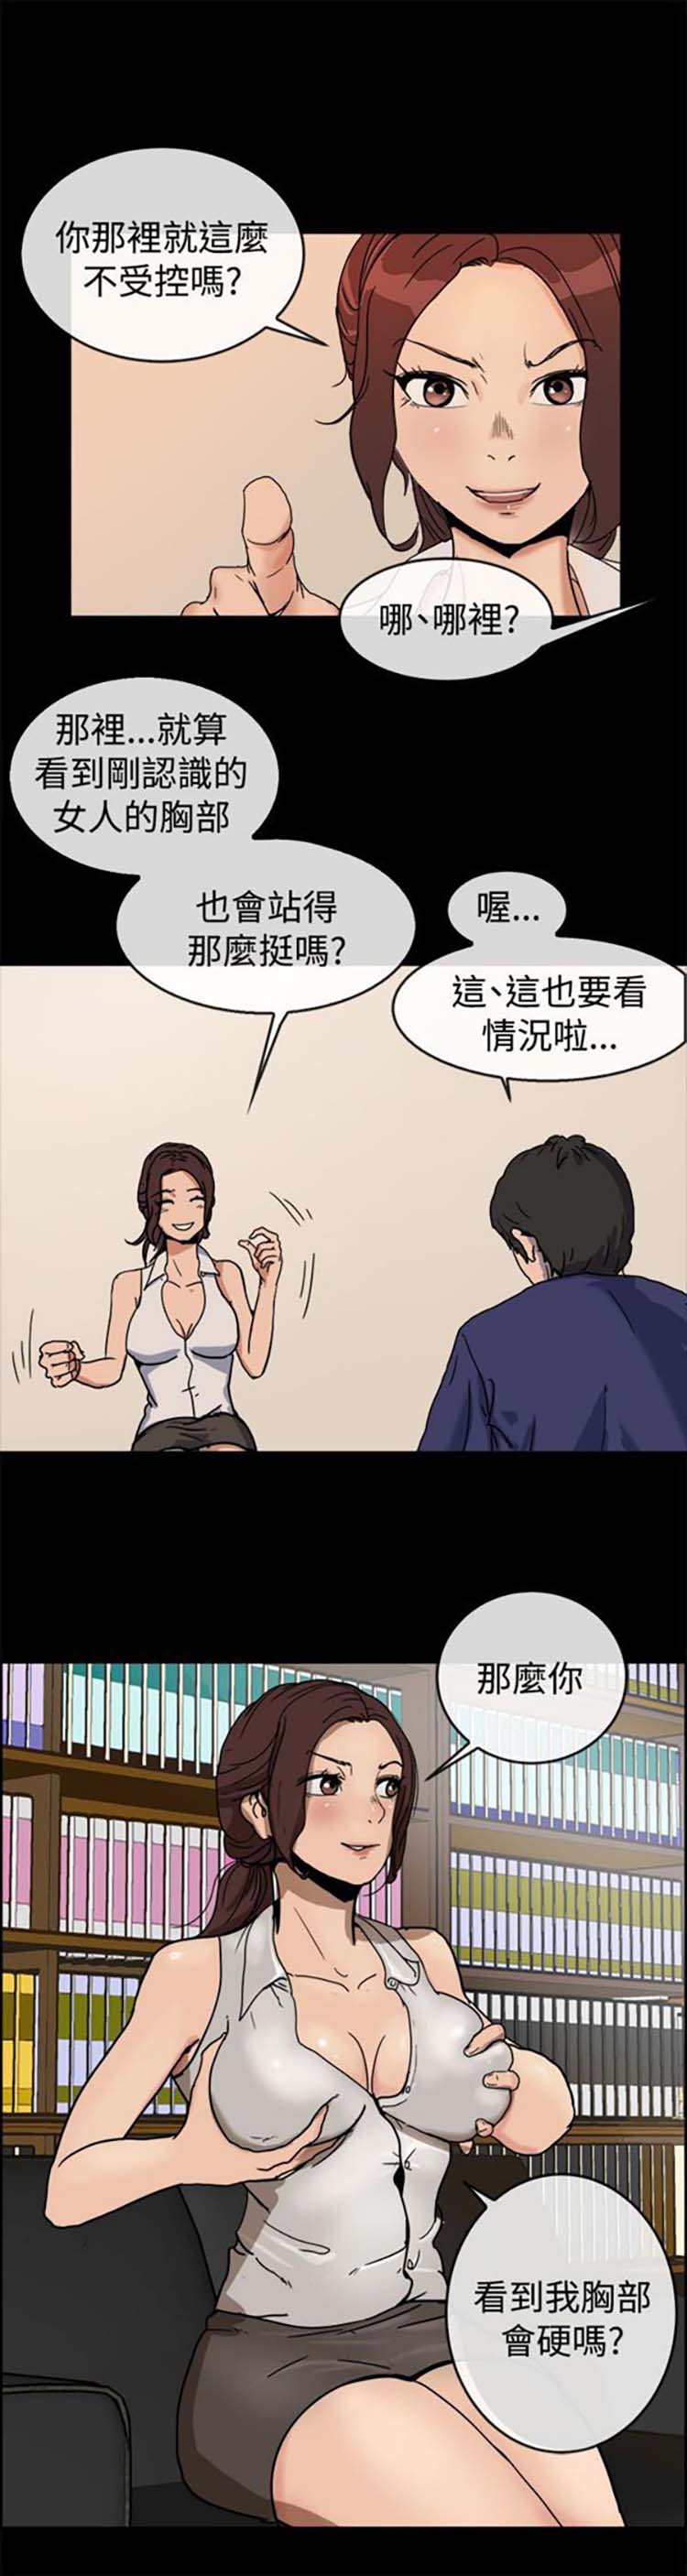 你那裡就這麼
不受控嗎?
哪、哪裡?
那裡...就算
看到剛認識的
女人的胸部
也會站得
那麼挺嗎?
喔...
這、這也要看
情況啦...
那麼你
看到我胸部
會硬嗎?